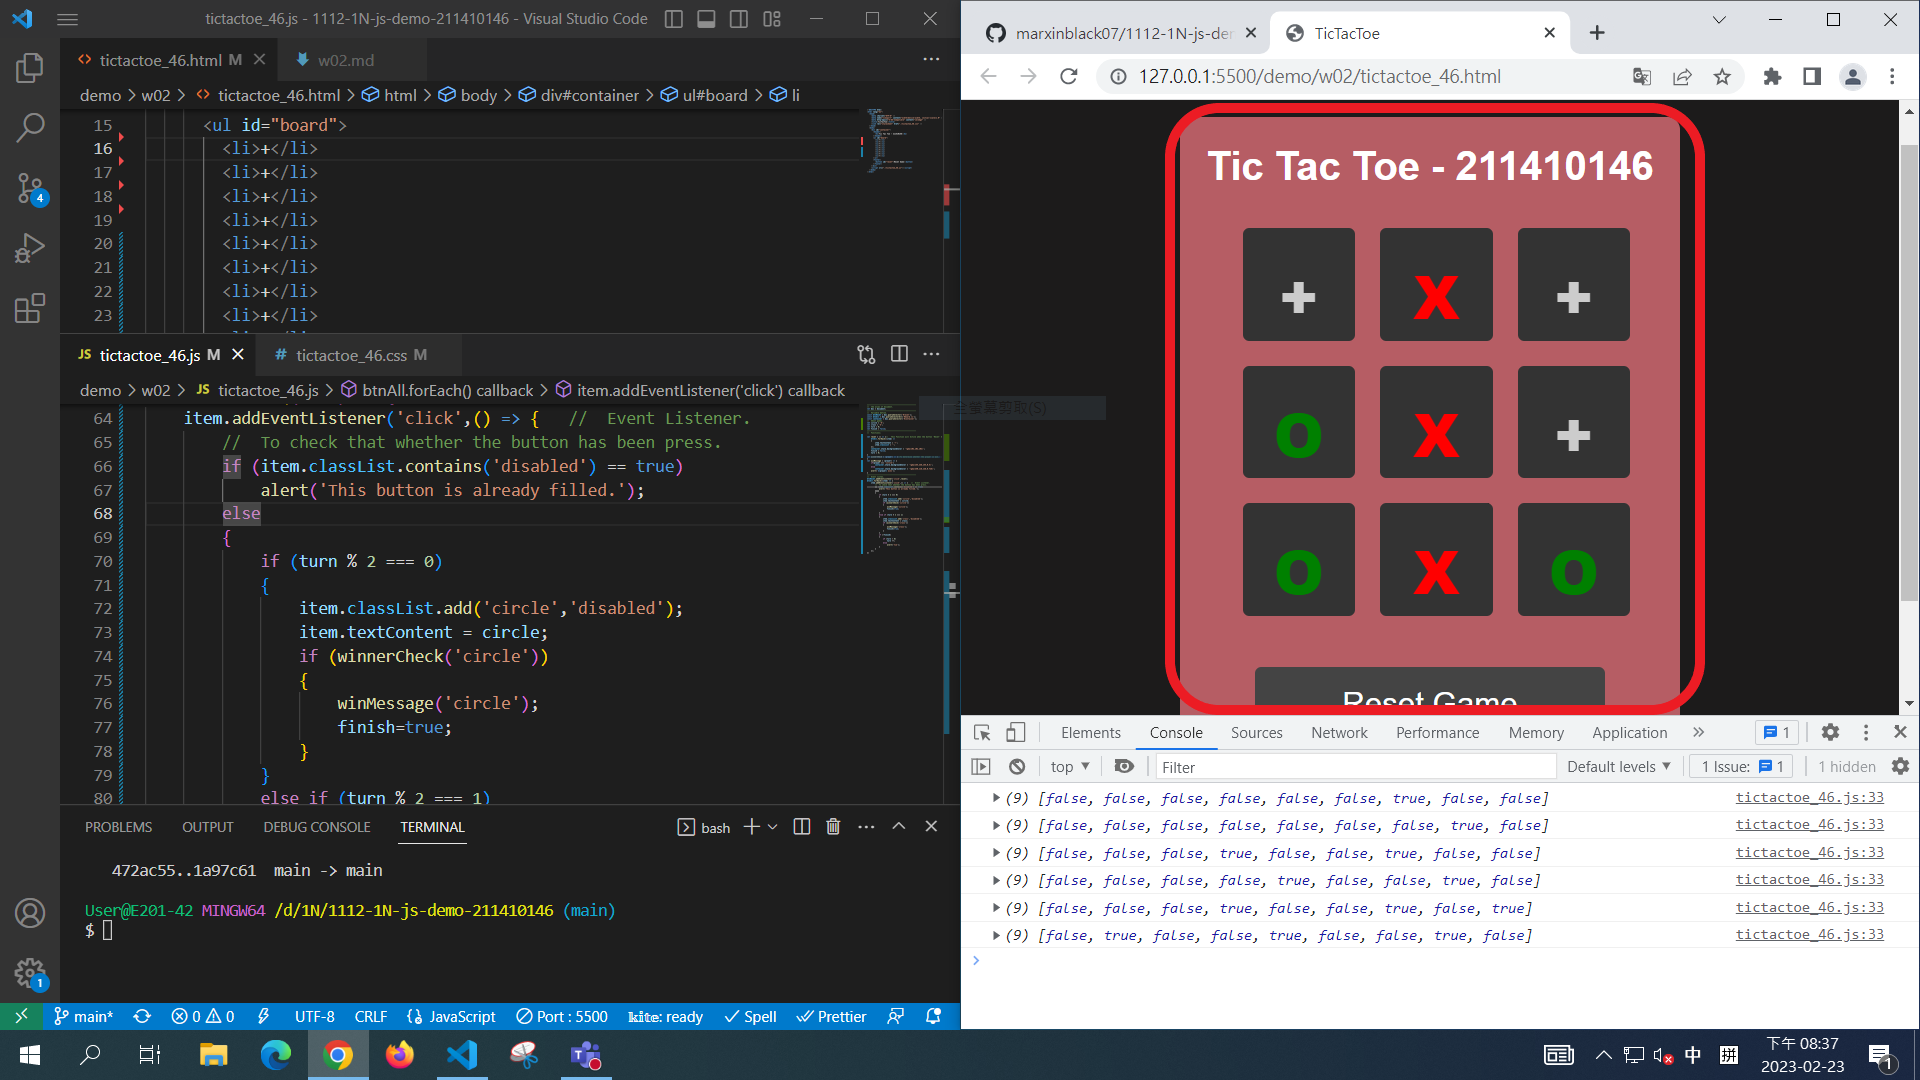 tictactoe_46.js - 1112-1N-js-demo-211410146 - Visual Studio Code
tictactoe_46.html M
w02.md
demo > w02 > tictactoe_46.html > html > body > div#container > ul#board > li
15 <ul id="board">
16 <li>+</li>
17 <li>+</li>
18 <li>+</li>
19 <li>+</li>
20 <li>+</li>
21 <li>+</li>
22 <li>+</li>
23 <li>+</li>
JS tictactoe_46.js M
# tictactoe_46.css M
demo > w02 > JS tictactoe_46.js > btnAll.forEach() callback > item.addEventListener('click') callback
64 item.addEventListener('click',() => { // Event Listener.
65 // To check that whether the button has been press.
66 if (item.classList.contains('disabled') == true)
67 alert('This button is already filled.');
68 else
69 {
70 if (turn % 2 === 0)
71 {
72 item.classList.add('circle','disabled');
73 item.textContent = circle;
74 if (winnerCheck('circle'))
75 {
76 winMessage('circle');
77 finish=true;
78 }
79 }
80 else if (turn % 2 === 1)
PROBLEMS OUTPUT DEBUG CONSOLE TERMINAL
bash
472ac55..1a97c61 main -> main
User@E201-42 MINGW64 /d/1N/1112-1N-js-demo-211410146 (main)
$
4
1
main* 0 0 UTF-8 CRLF JavaScript Port : 5500 kite: ready Spell Prettier
marxinblack07/1112-1N-js-de
TicTacToe
127.0.0.1:5500/demo/w02/tictactoe_46.html
全螢幕剪取(S)
Tic Tac Toe - 211410146
+ X +
O X +
O X O
Reset Game
Elements Console Sources Network Performance Memory Application » 1
top Filter Default levels 1 Issue: 1 1 hidden
(9) [false, false, false, false, false, false, true, false, false] tictactoe_46.js:33
(9) [false, false, false, false, false, false, false, true, false] tictactoe_46.js:33
(9) [false, false, false, true, false, false, true, false, false] tictactoe_46.js:33
(9) [false, false, false, false, true, false, false, true, false] tictactoe_46.js:33
(9) [false, false, false, true, false, false, true, false, true] tictactoe_46.js:33
(9) [false, true, false, false, true, false, false, true, false] tictactoe_46.js:33
中 拼
下午 08:37
2023-02-23
1